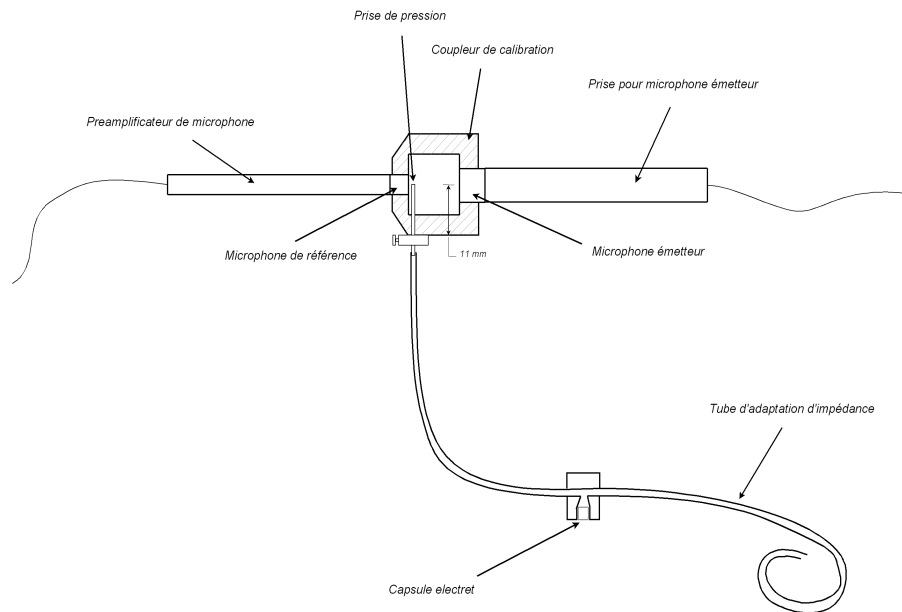 Prise de pression
Coupleur de calibration
Prise pour microphone émetteur
Preamplificateur de microphone
Microphone de référence
11 mm
Microphone émetteur
Tube d'adaptation d'impédance
Capsule electret